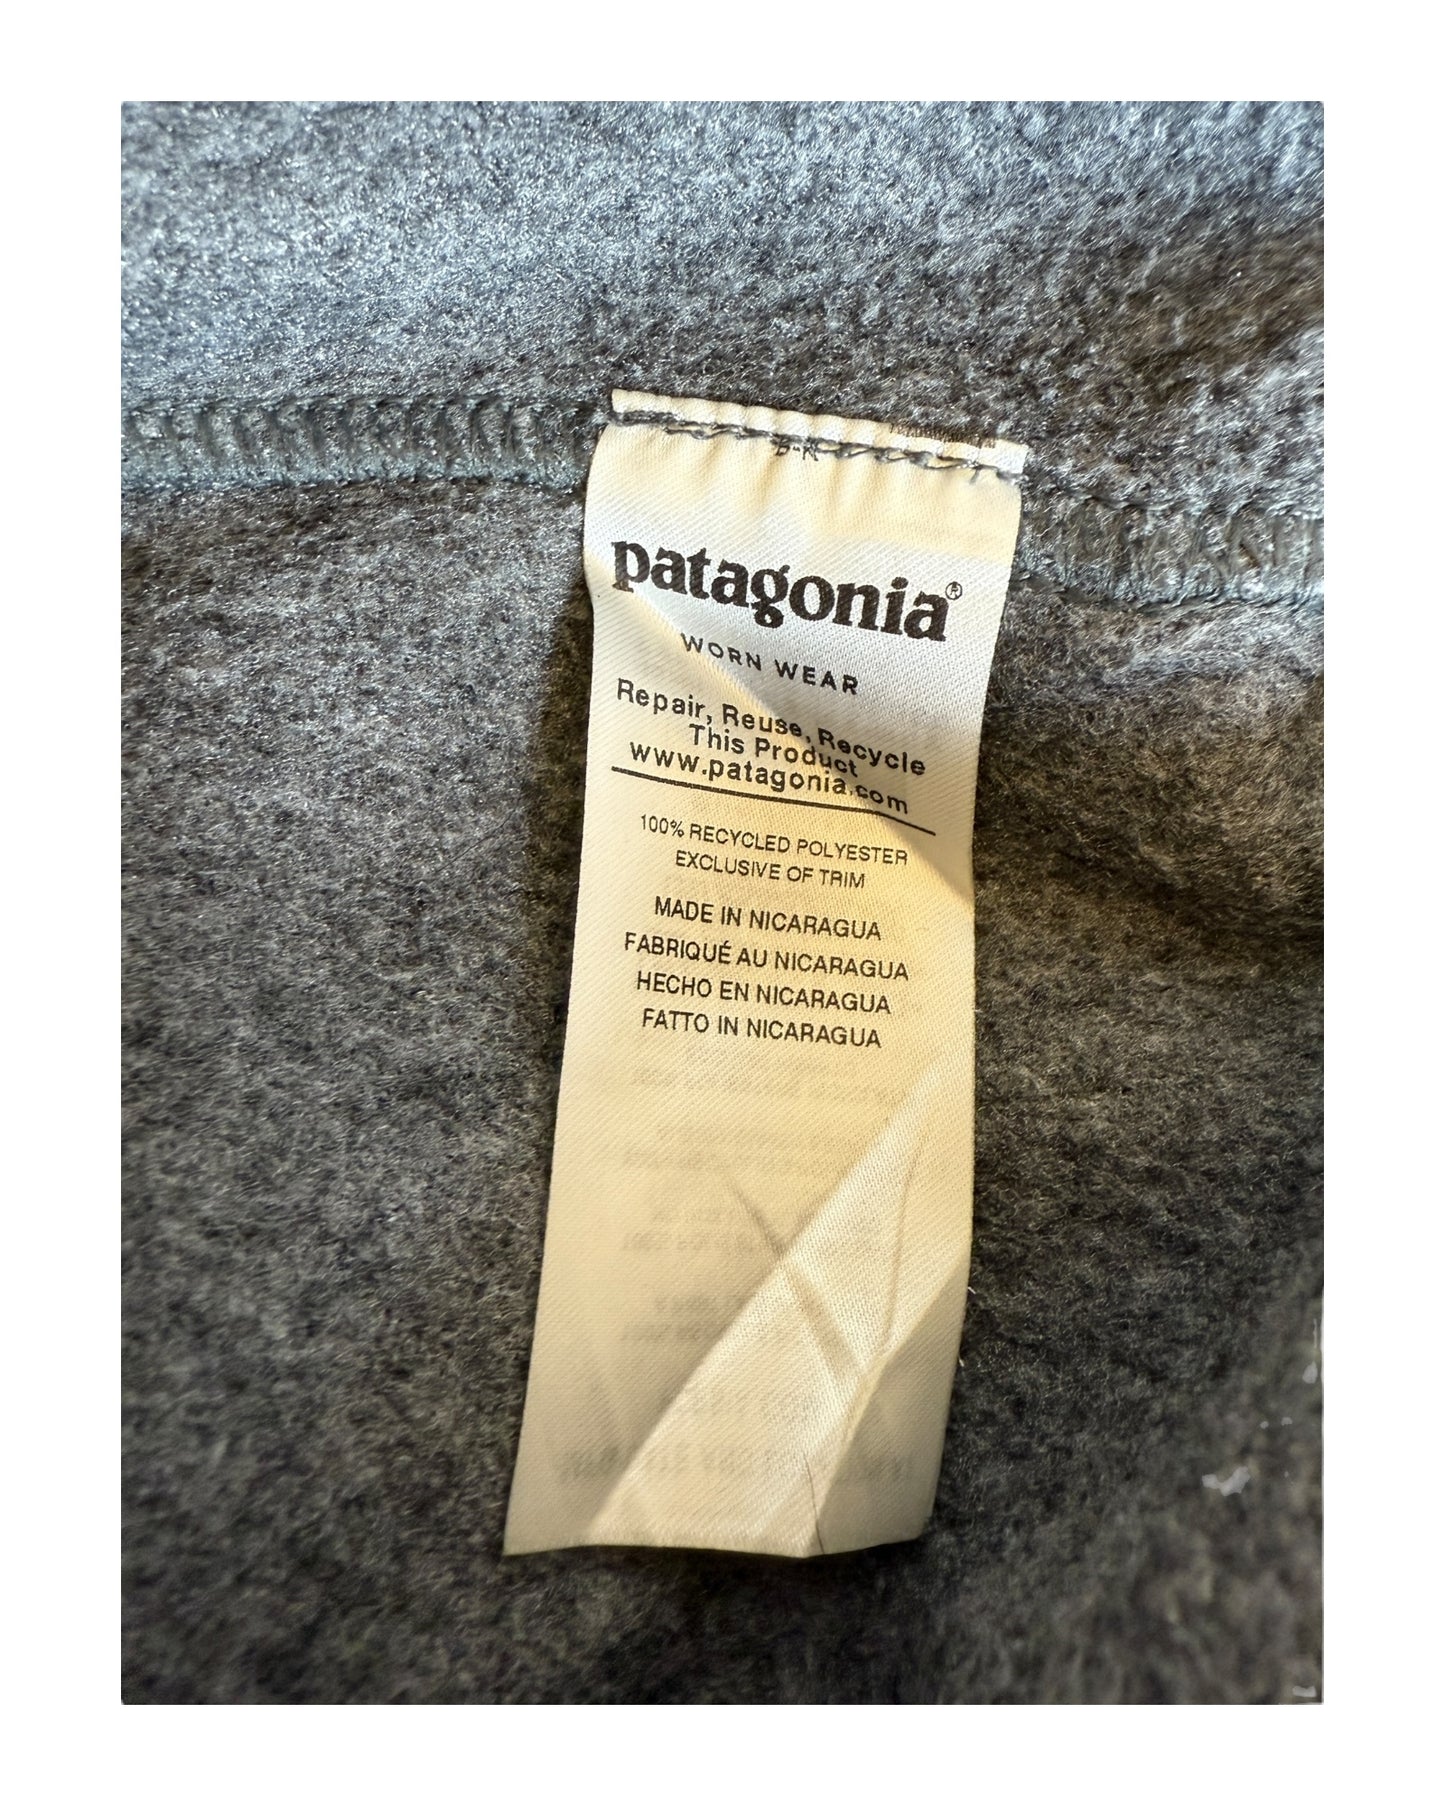 patagonia®
WORN WEAR
Repair, Reuse, Recycle
This Product
www.patagonia.com
100% RECYCLED POLYESTER
EXCLUSIVE OF TRIM
MADE IN NICARAGUA
FABRIQUÉ AU NICARAGUA
HECHO EN NICARAGUA
FATTO IN NICARAGUA